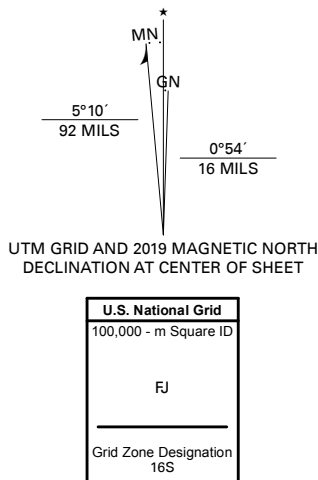 ★
MN
GN
5°10´
92 MILS
0°54´
16 MILS
UTM GRID AND 2019 MAGNETIC NORTH
DECLINATION AT CENTER OF SHEET
U.S. National Grid
100,000 - m Square ID
FJ
Grid Zone Designation
16S